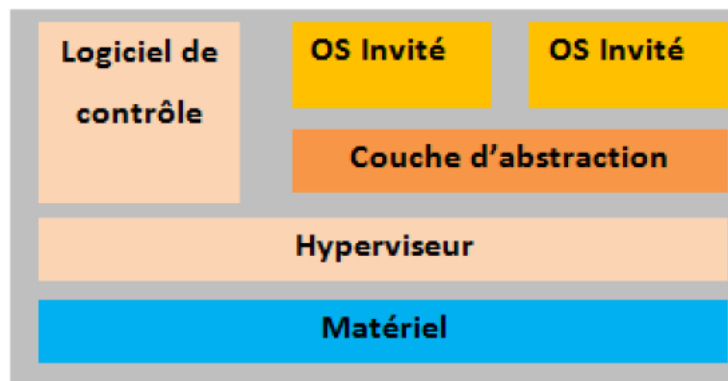 Logiciel de
contrôle
OS Invité
OS Invité
Couche d'abstraction
Hyperviseur
Matériel